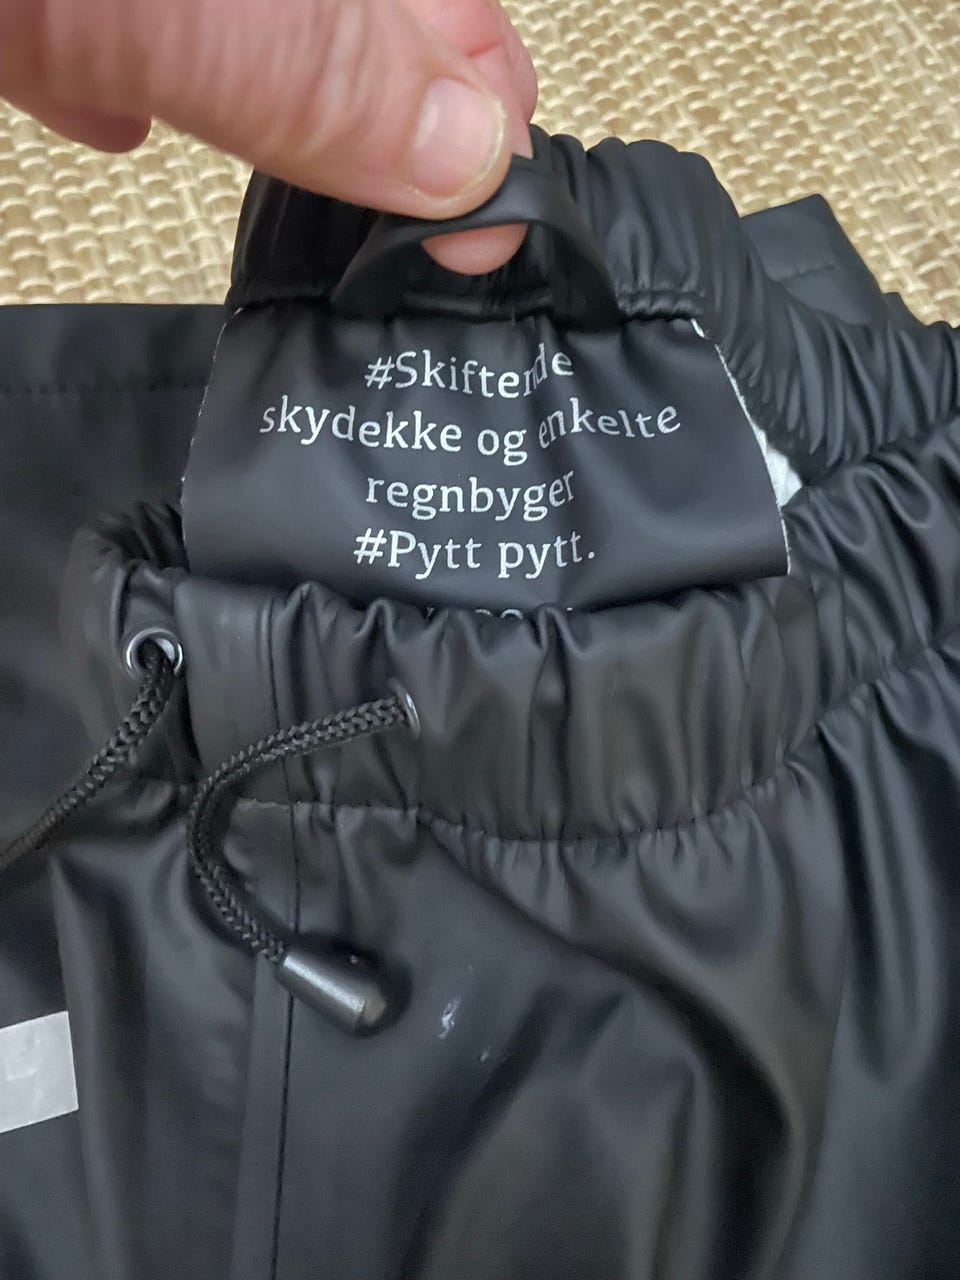 #Skiftende
skydekke og enkelte
regnbyger
#Pytt pytt.